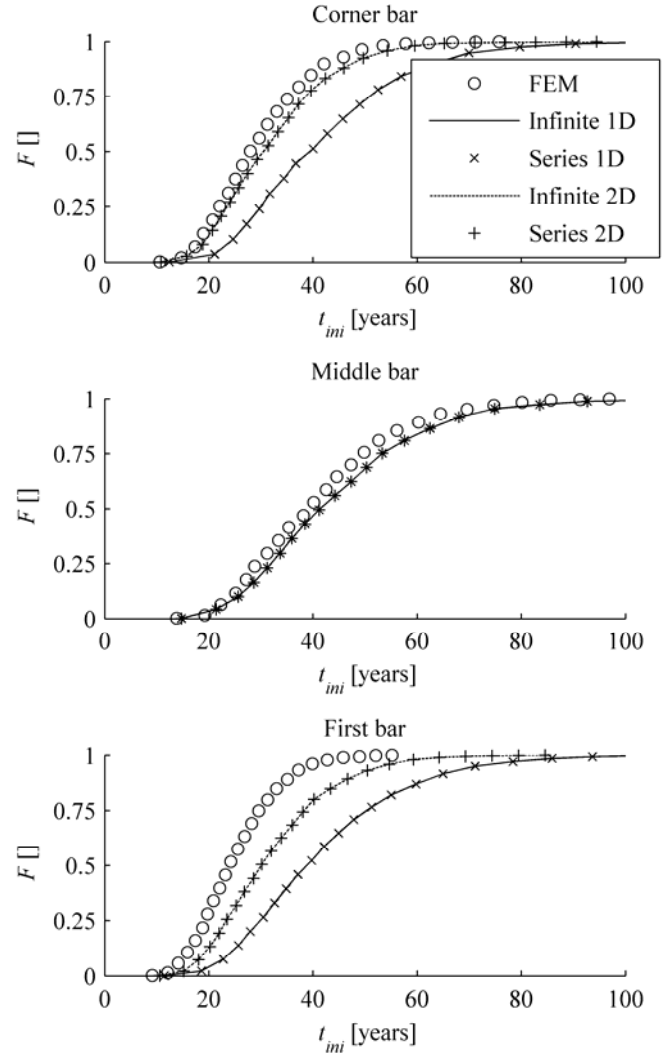 Corner bar
1
0.75
0.5
0.25
0
F []
0 20 40 60 80 100
t_ini [years]
FEM
Infinite 1D
Series 1D
Infinite 2D
Series 2D
Middle bar
1
0.75
0.5
0.25
0
F []
0 20 40 60 80 100
t_ini [years]
First bar
1
0.75
0.5
0.25
0
F []
0 20 40 60 80 100
t_ini [years]